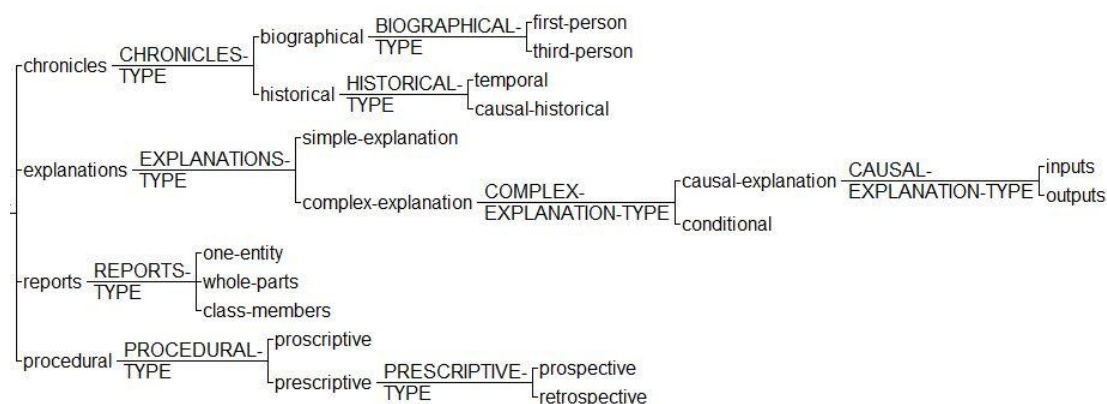 chronicles CHRONICLES-TYPE
biographical BIOGRAPHICAL-TYPE
first-person
third-person
historical HISTORICAL-TYPE
temporal
causal-historical
explanations EXPLANATIONS-TYPE
simple-explanation
complex-explanation COMPLEX-EXPLANATION-TYPE
causal-explanation CAUSAL-EXPLANATION-TYPE
inputs
outputs
conditional
reports REPORTS-TYPE
one-entity
whole-parts
class-members
procedural PROCEDURAL-TYPE
proscriptive
prescriptive PRESCRIPTIVE-TYPE
prospective
retrospective